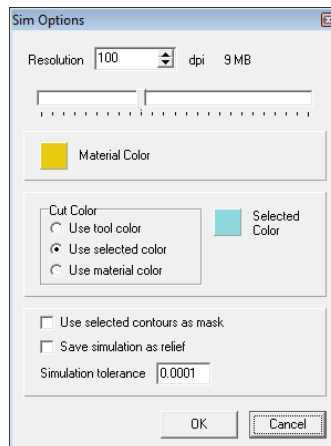 Sim Options
Resolution 100 dpi 9 MB
Material Color
Cut Color
Use tool color
Use selected color
Use material color
Selected
Color
Use selected contours as mask
Save simulation as relief
Simulation tolerance 0.0001
OK Cancel